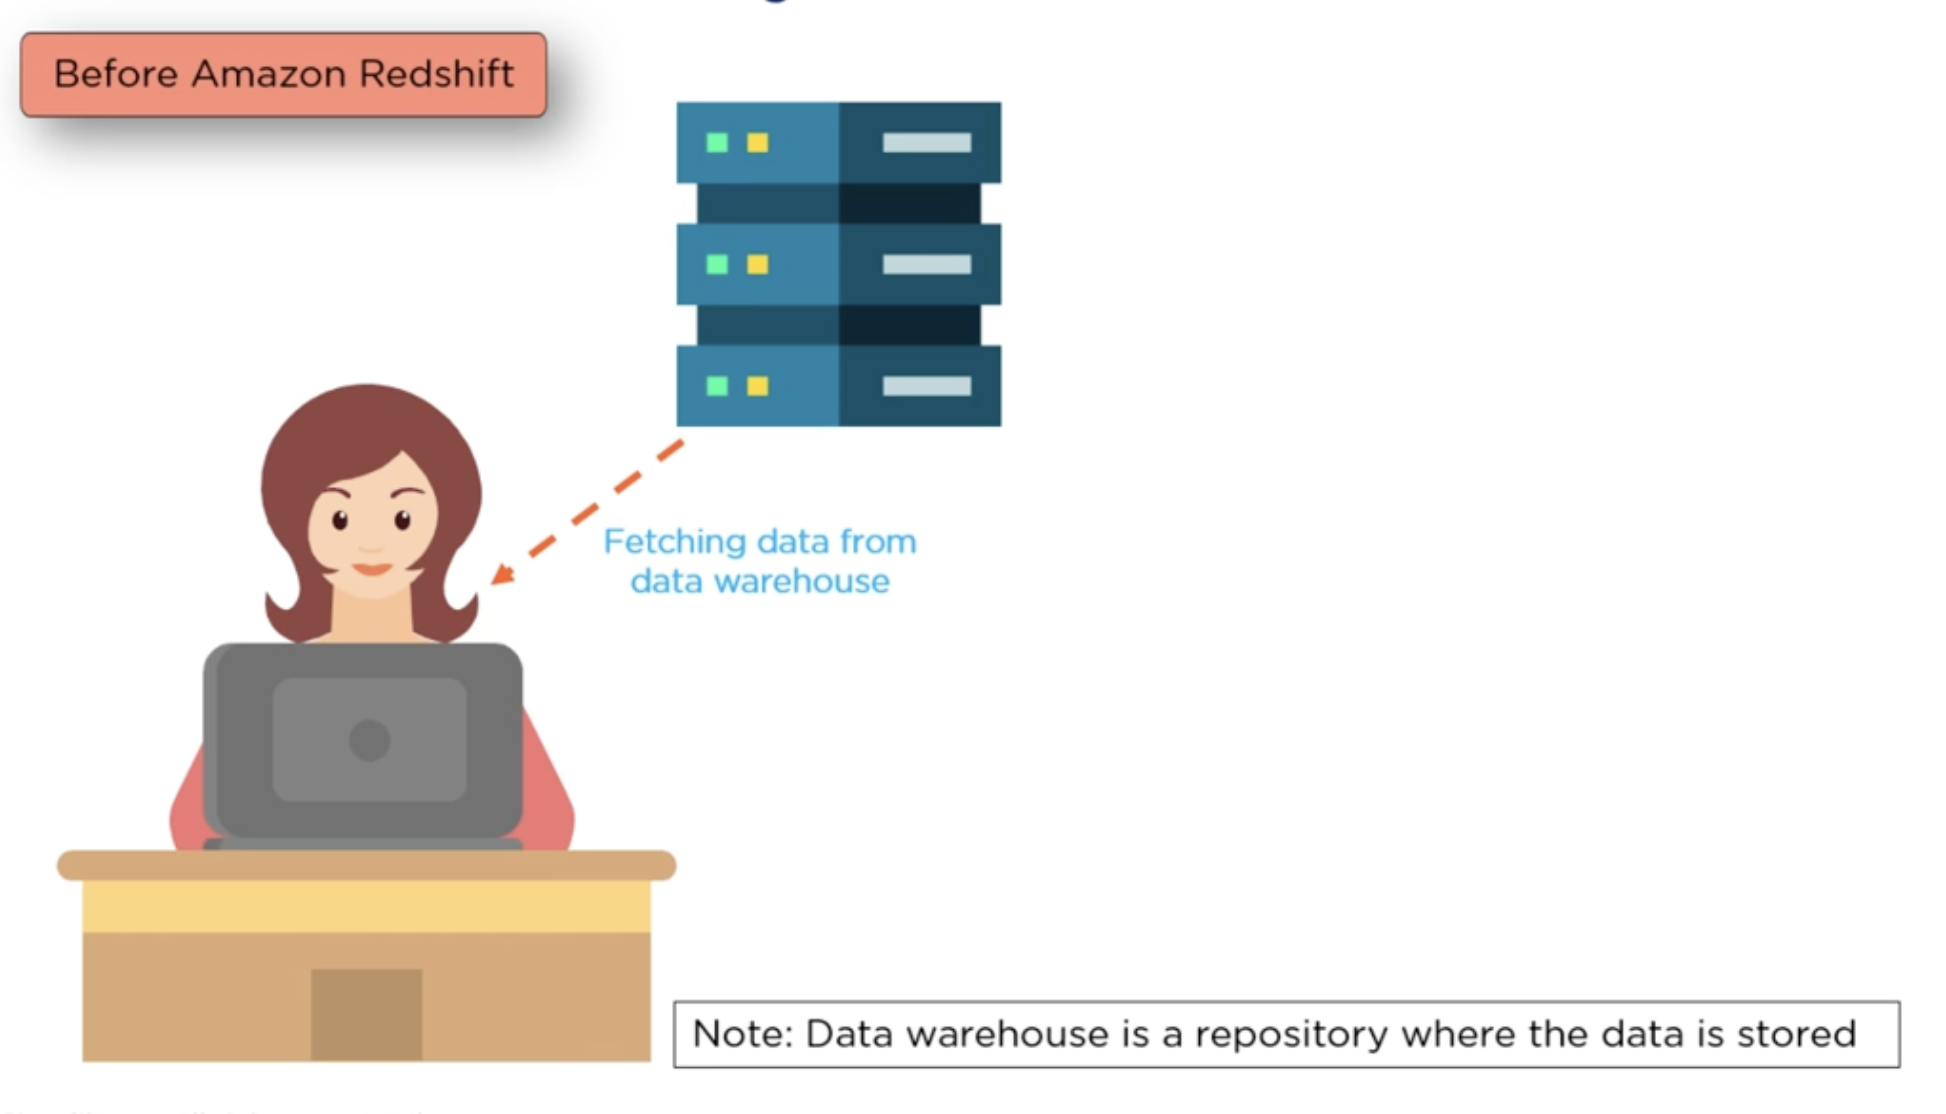 Before Amazon Redshift
Fetching data from
data warehouse
Note: Data warehouse is a repository where the data is stored